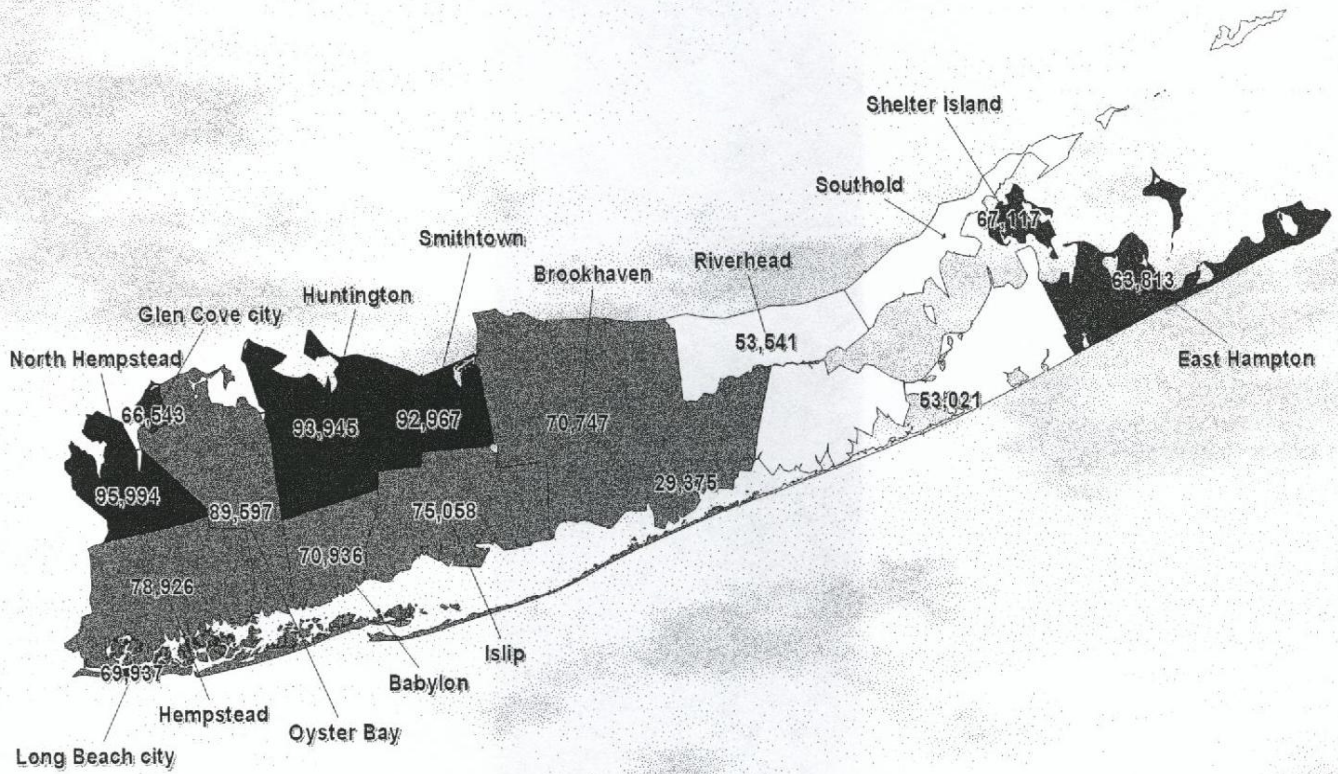 Shelter Island
Southold
67,117
Smithtown
Brookhaven
Riverhead
63,813
Huntington
Glen Cove city
53,541
North Hempstead
East Hampton
66,543
93,945
92,967
70,747
53,021
95,994
89,597
75,058
29,375
70,936
78,926
69,937
Islip
Babylon
Hempstead
Oyster Bay
Long Beach city